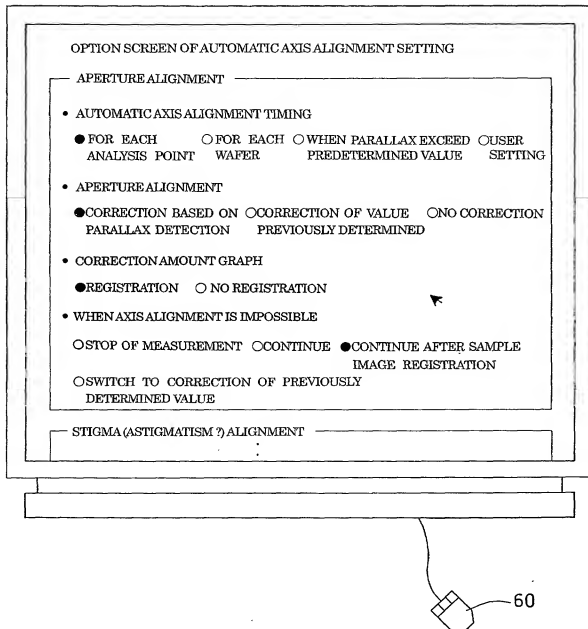 OPTION SCREEN OF AUTOMATIC AXIS ALIGNMENT SETTING
APERTURE ALIGNMENT
• AUTOMATIC AXIS ALIGNMENT TIMING
●FOR EACH ○FOR EACH ○WHEN PARALLAX EXCEED ○USER
ANALYSIS POINT WAFER PREDETERMINED VALUE SETTING
• APERTURE ALIGNMENT
●CORRECTION BASED ON ○CORRECTION OF VALUE ○NO CORRECTION
PARALLAX DETECTION PREVIOUSLY DETERMINED
• CORRECTION AMOUNT GRAPH
●REGISTRATION ○ NO REGISTRATION
• WHEN AXIS ALIGNMENT IS IMPOSSIBLE
○STOP OF MEASUREMENT ○CONTINUE ●CONTINUE AFTER SAMPLE
IMAGE REGISTRATION
○SWITCH TO CORRECTION OF PREVIOUSLY
DETERMINED VALUE
STIGMA (ASTIGMATISM ?) ALIGNMENT
:
60